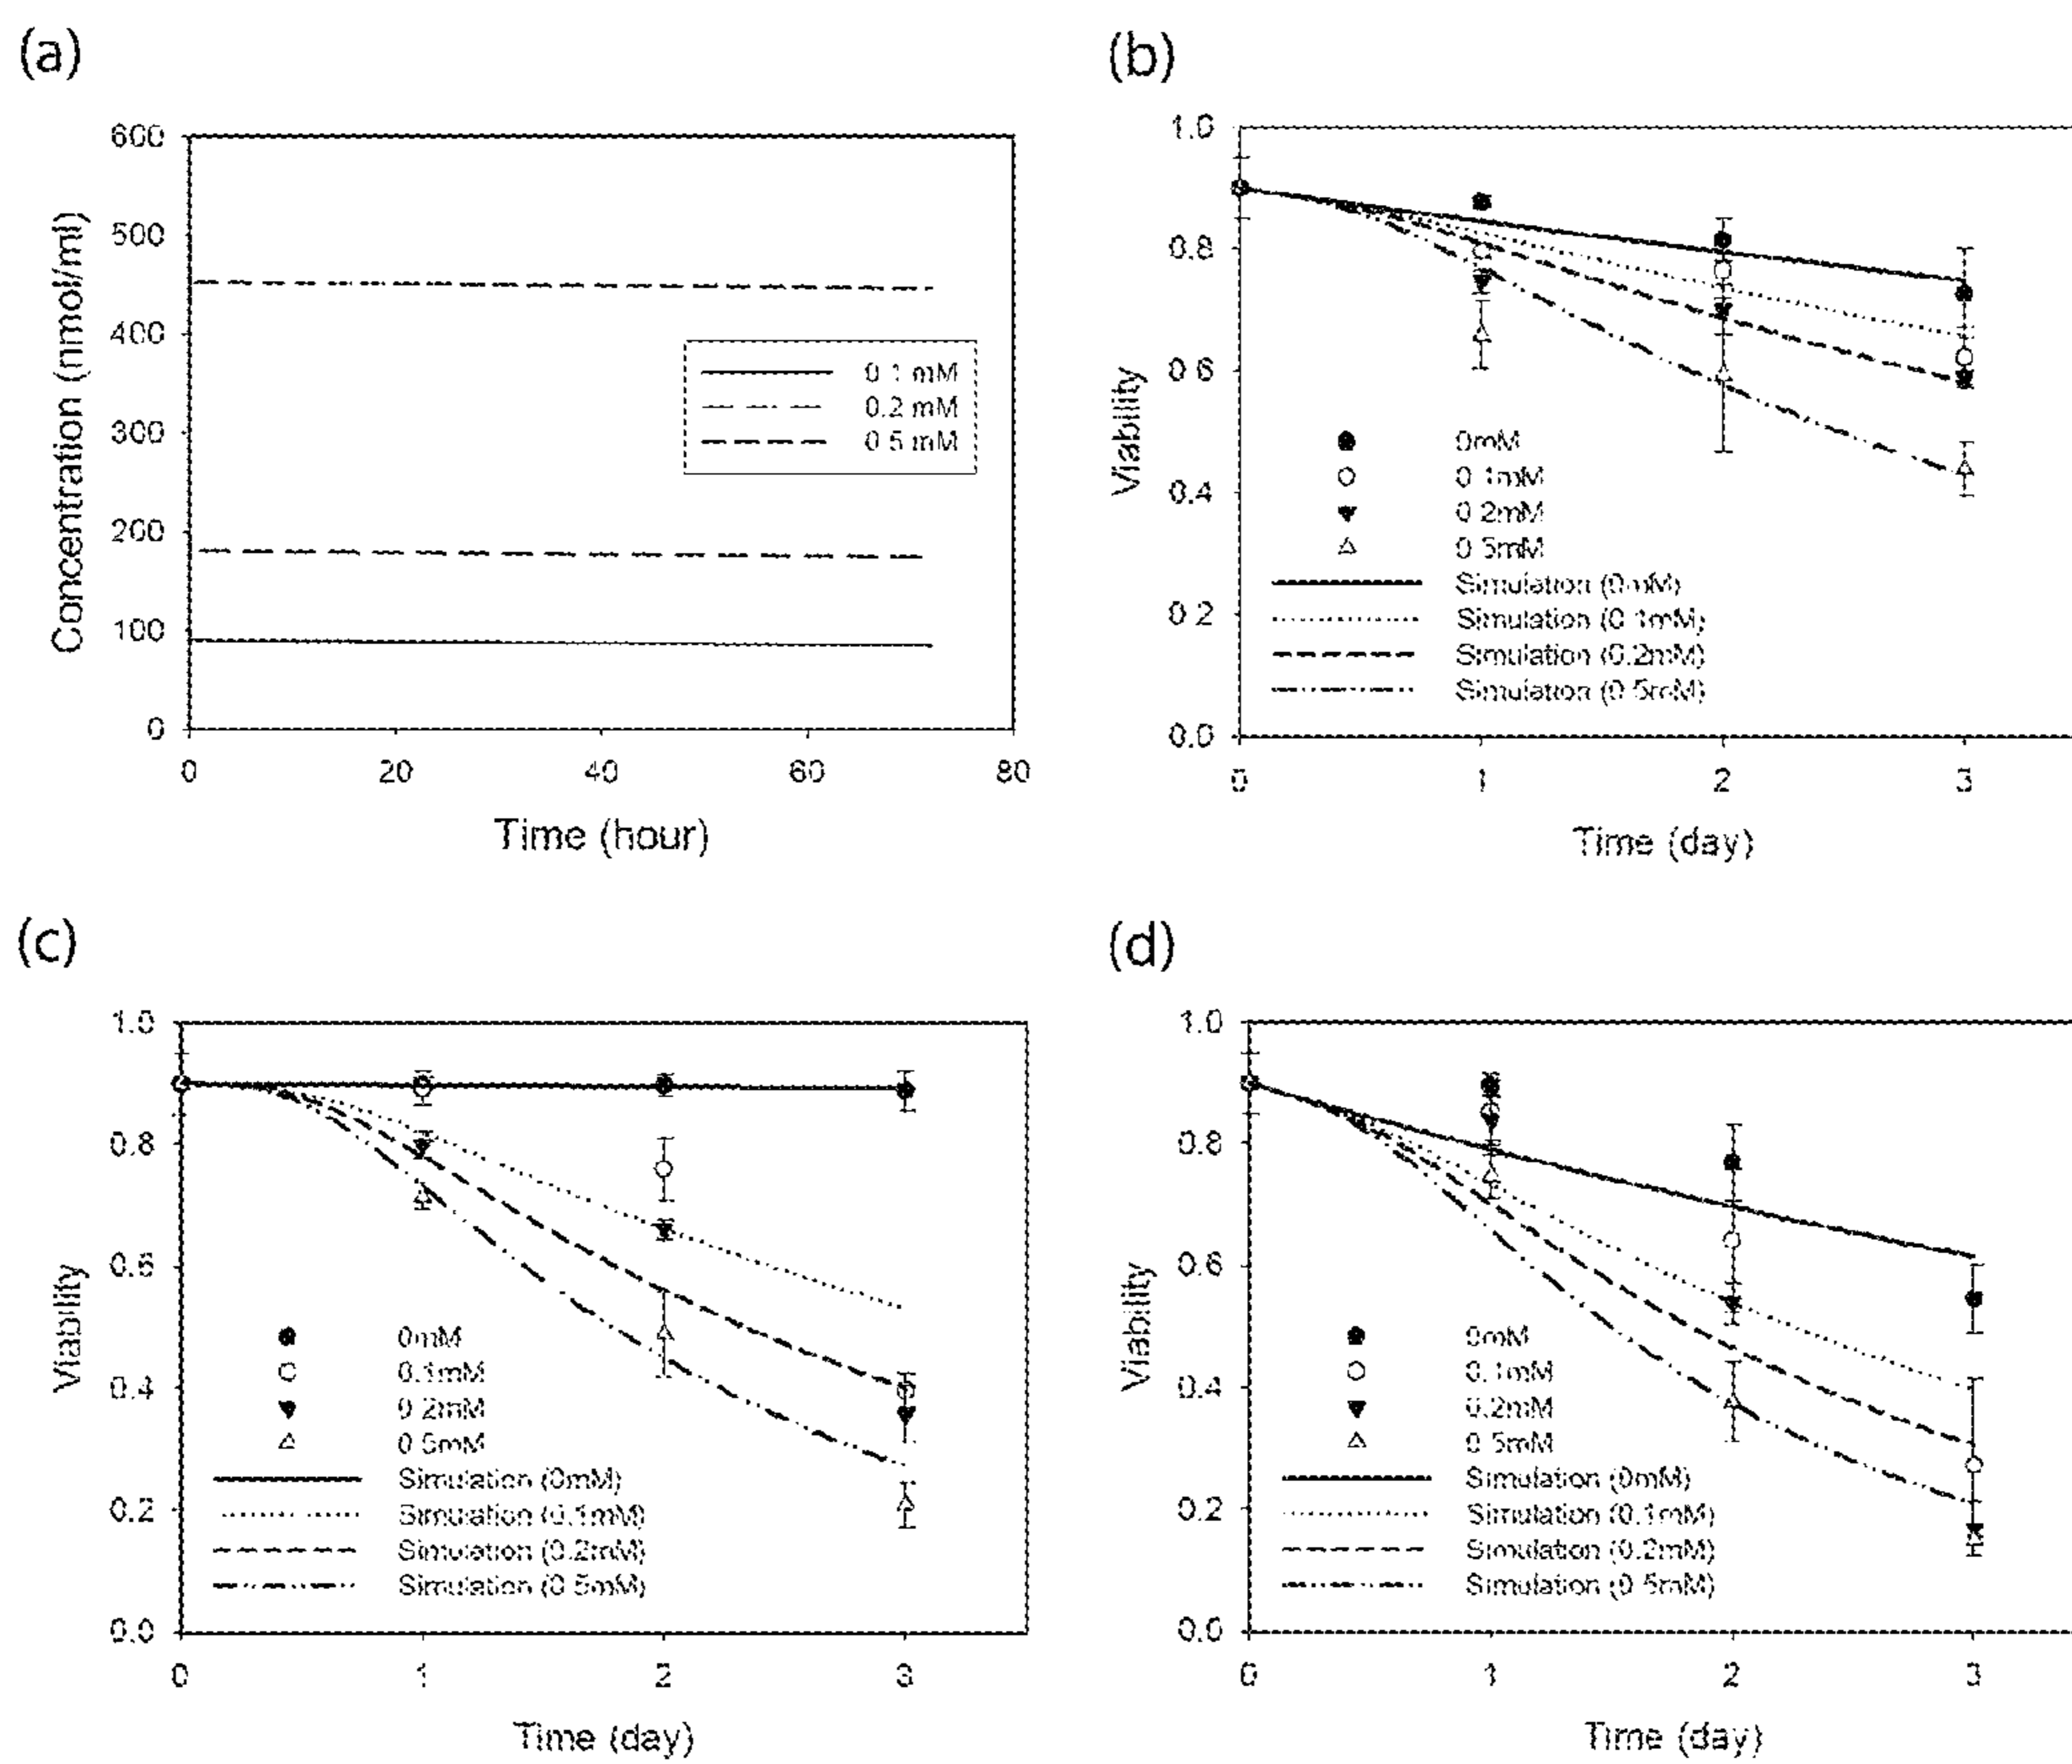 (a)
600
500
400
300
200
100
0
0 20 40 60 80
Concentration (nmol/ml)
Time (hour)
0.1 mM
0.2 mM
0.5 mM
(b)
1.0
0.8
0.6
0.4
0.2
0.0
0 1 2 3
Viability
Time (day)
0mM
0.1mM
0.2mM
0.5mM
Simulation (0mM)
Simulation (0.1mM)
Simulation (0.2mM)
Simulation (0.5mM)
(c)
1.0
0.8
0.6
0.4
0.2
0.0
0 1 2 3
Viability
Time (day)
0mM
0.1mM
0.2mM
0.5mM
Simulation (0mM)
Simulation (0.1mM)
Simulation (0.2mM)
Simulation (0.5mM)
(d)
1.0
0.8
0.6
0.4
0.2
0.0
0 1 2 3
Viability
Time (day)
0mM
0.1mM
0.2mM
0.5mM
Simulation (0mM)
Simulation (0.1mM)
Simulation (0.2mM)
Simulation (0.5mM)